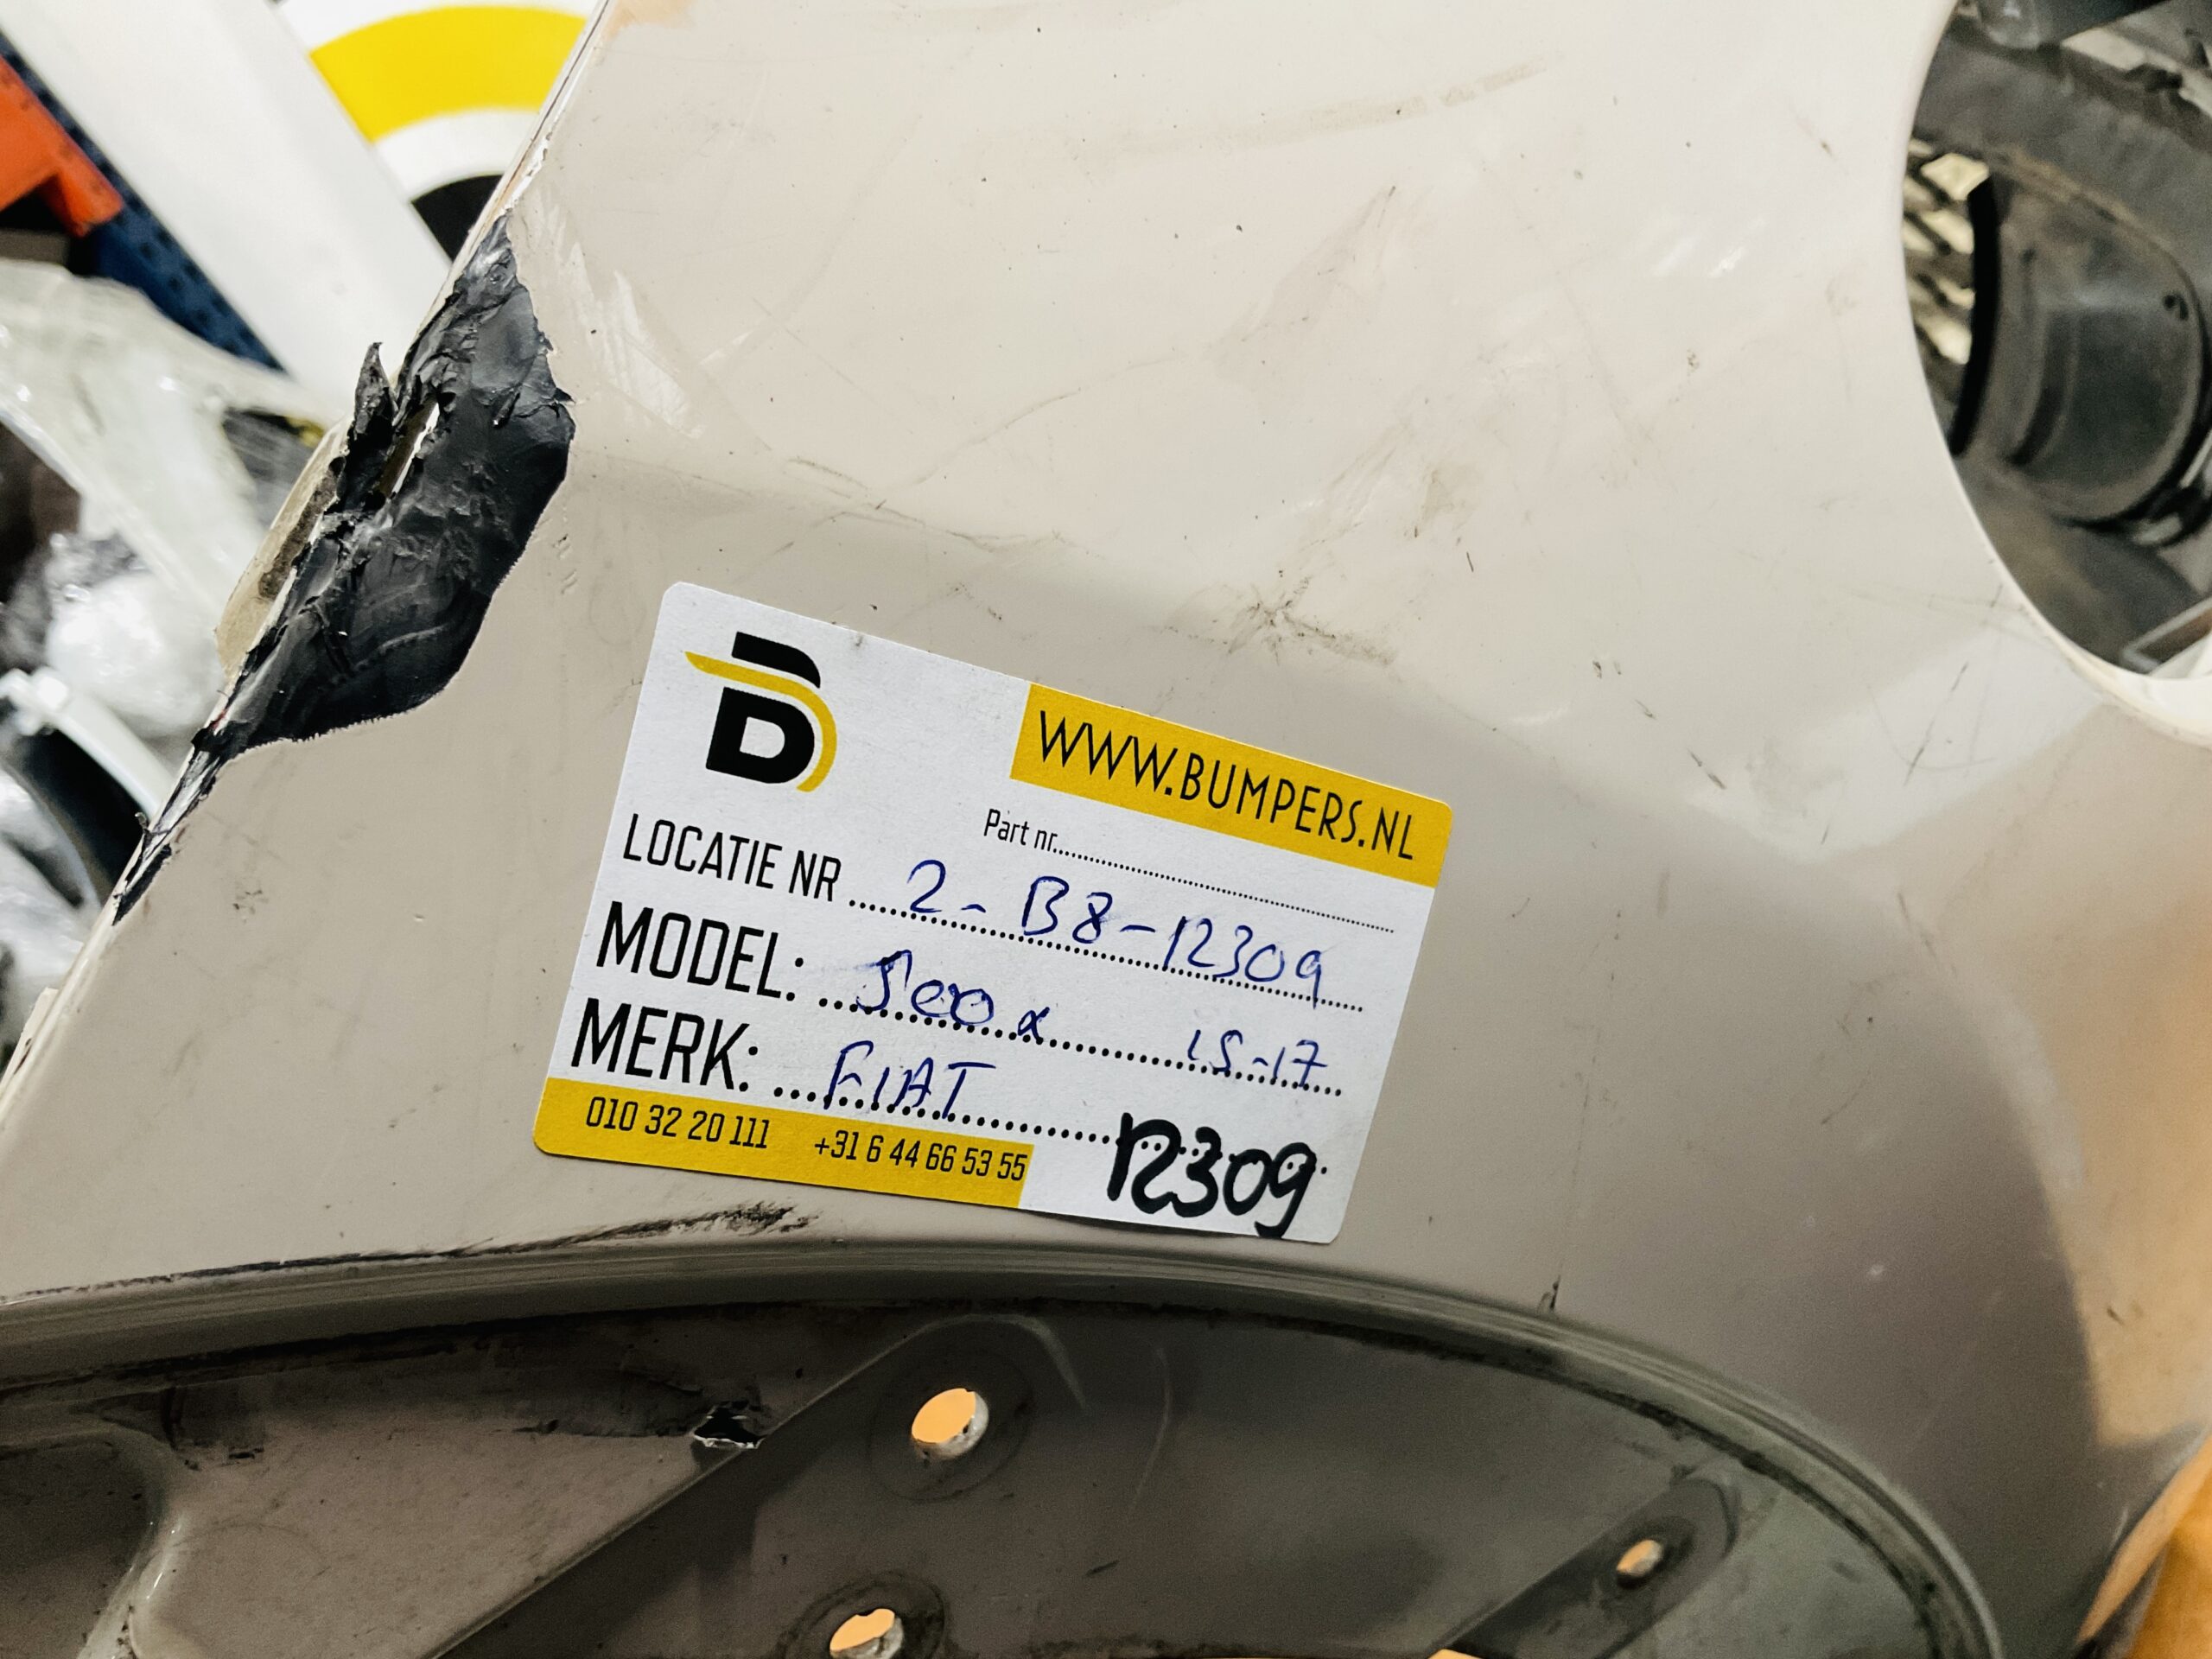 WWW.BUMPERS.NL
Part nr....................
LOCATIE NR ...2-B8-12309
MODEL: ...500 x 15-17
MERK: ...FIAT
010 32 20 111 +31 6 44 66 53 55
12309